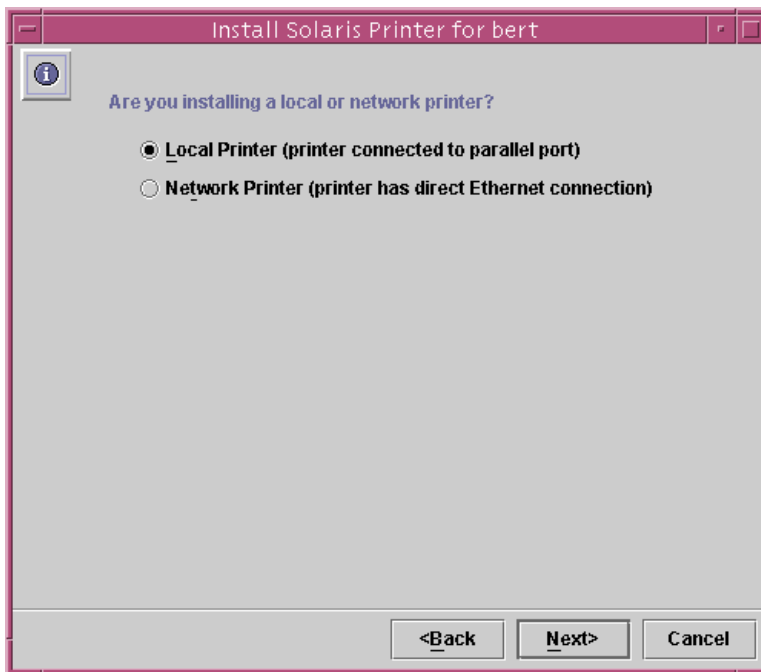 Install Solaris Printer for bert
Are you installing a local or network printer?
Local Printer (printer connected to parallel port)
Network Printer (printer has direct Ethernet connection)
<Back Next> Cancel